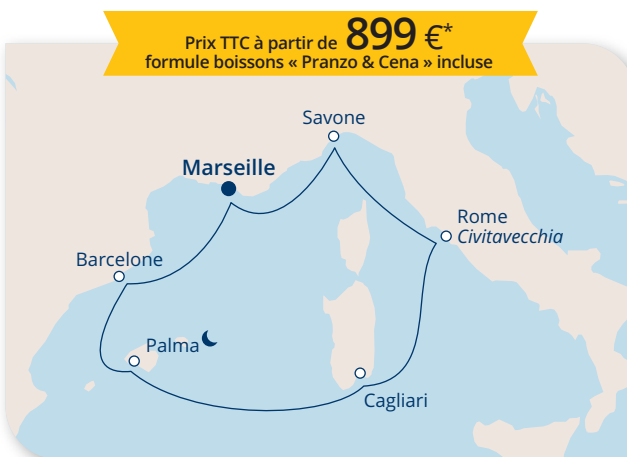 Prix TTC à partir de 899 €*
formule boissons « Pranzo & Cena » incluse
Savone
Marseille
Rome
Civitavecchia
Barcelone
Palma
Cagliari